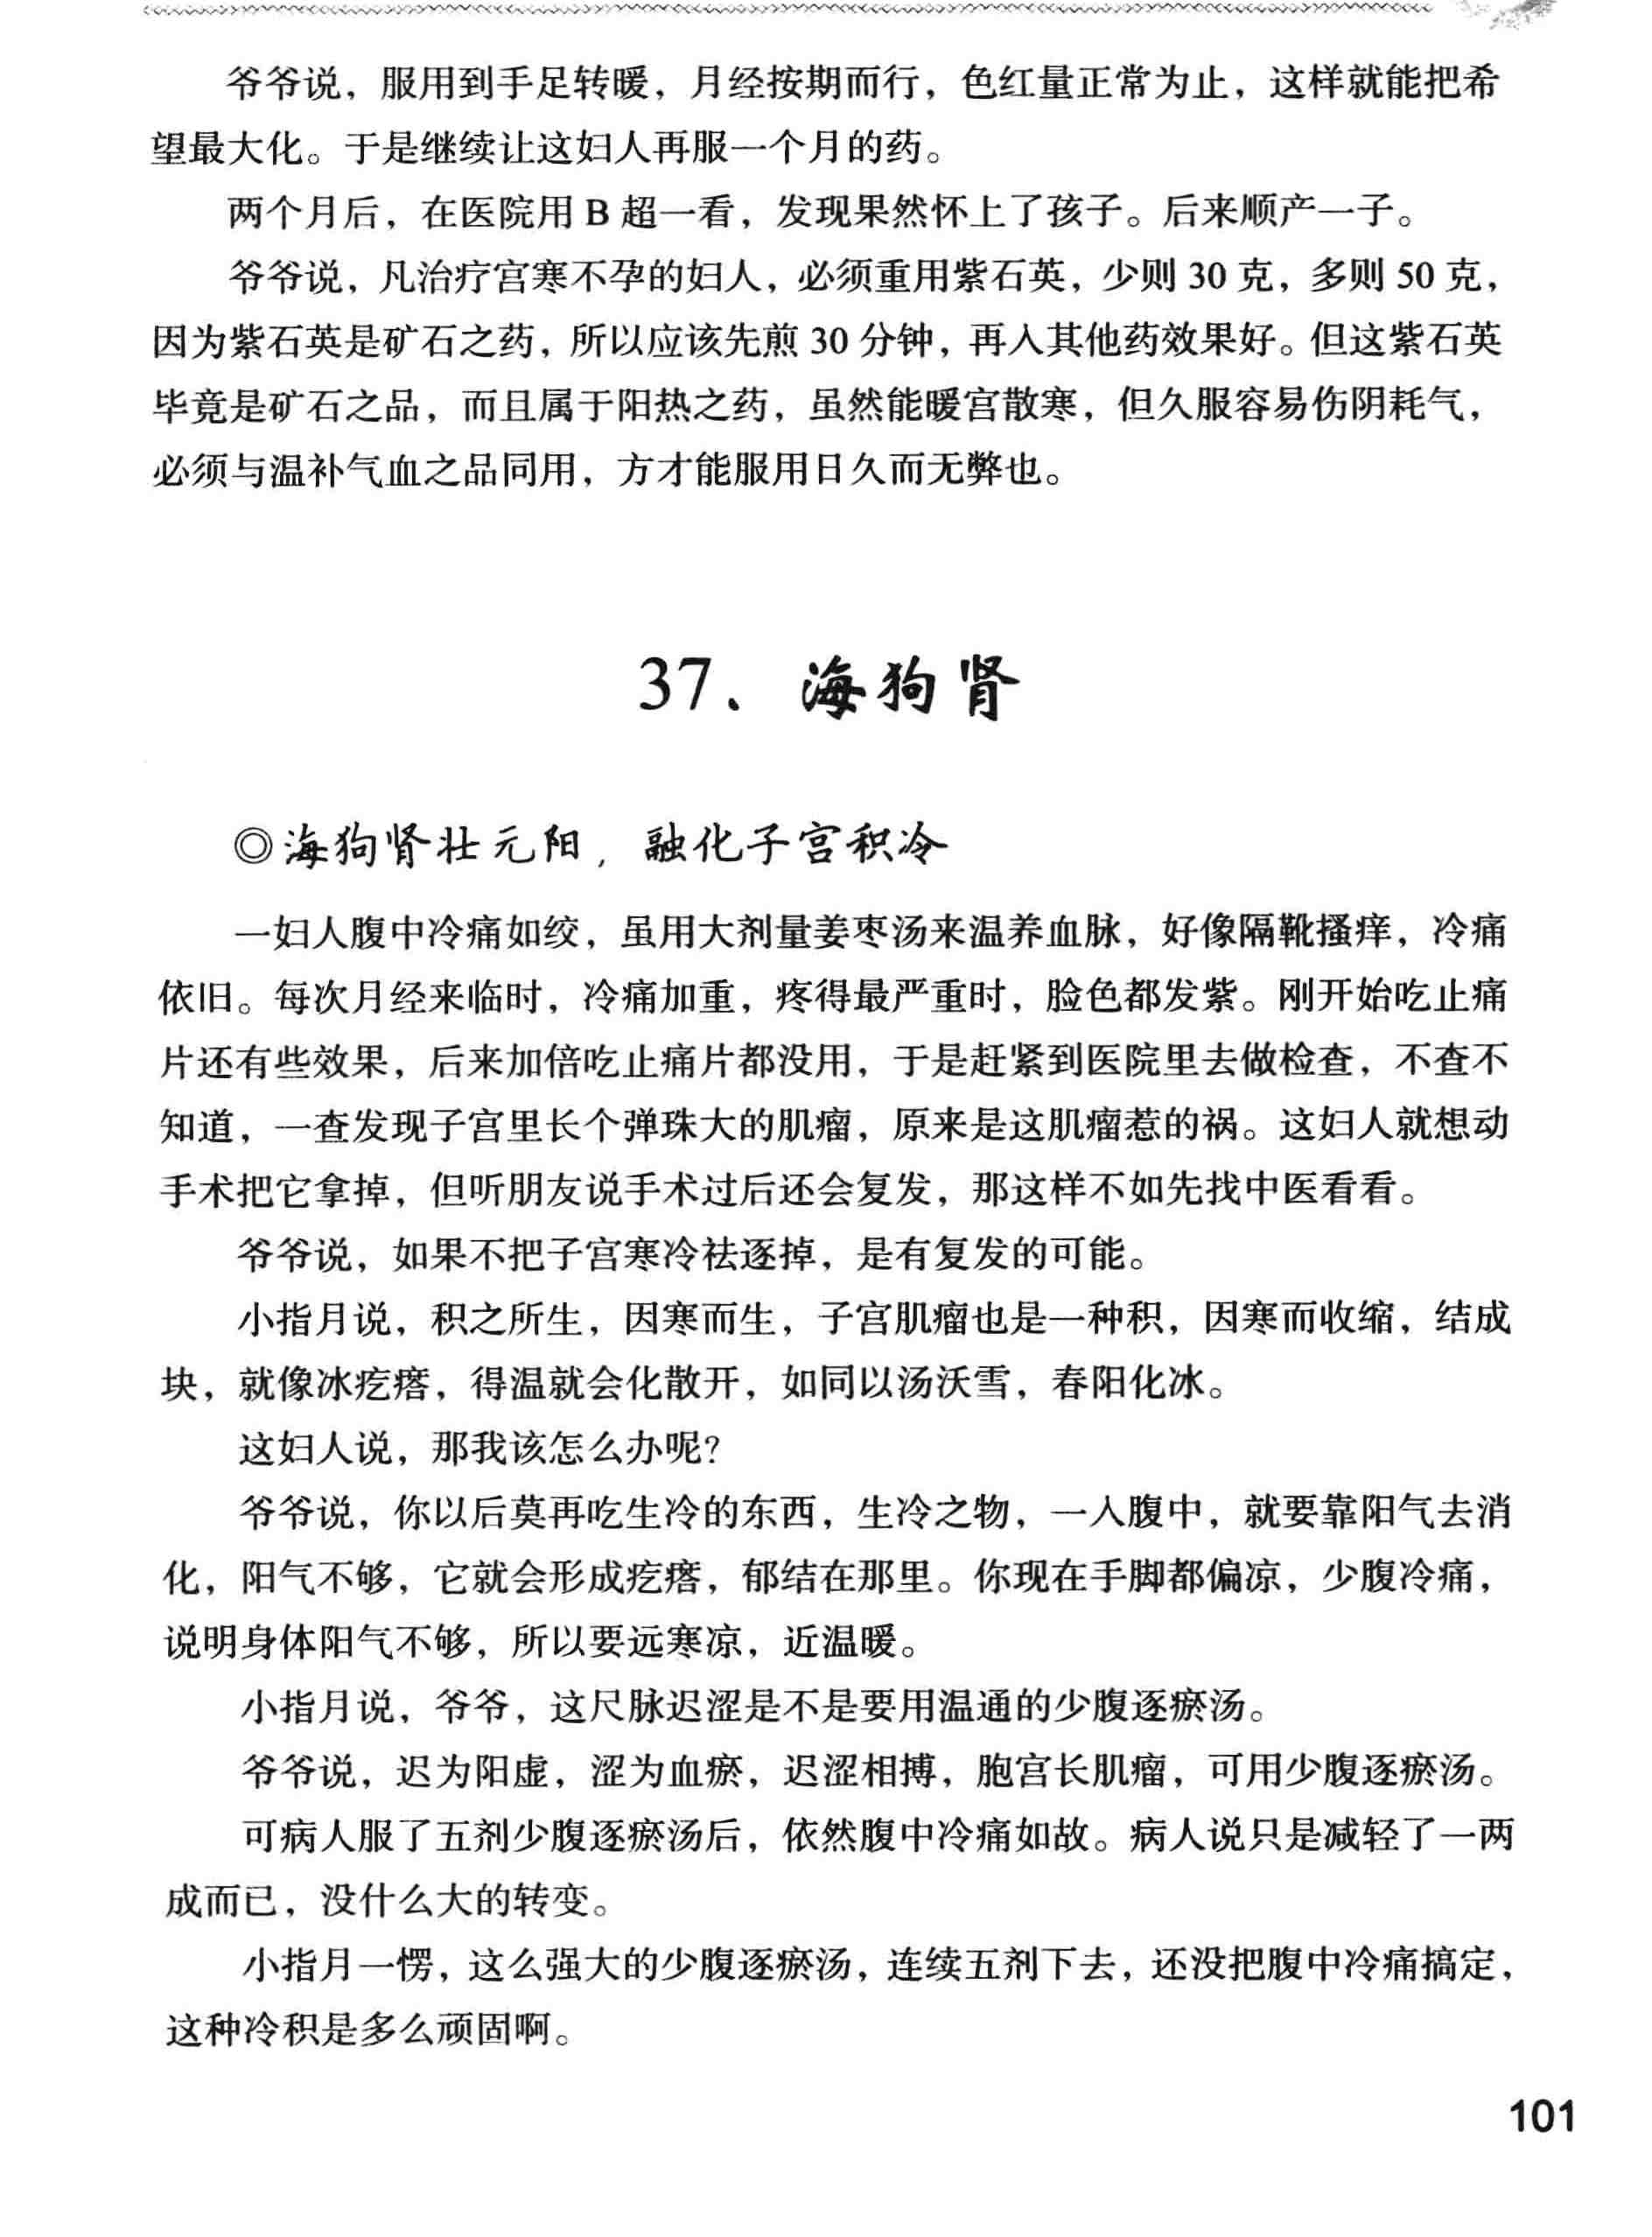 爷爷说，服用到手足转暖，月经按期而行，色红量正常为止，这样就能把希
望最大化。于是继续让这妇人再服一个月的药。
两个月后，在医院用 B 超一看，发现果然怀上了孩子。后来顺产一子。
爷爷说，凡治疗宫寒不孕的妇人，必须重用紫石英，少则 30 克，多则 50 克，
因为紫石英是矿石之药，所以应该先煎 30 分钟，再入其他药效果好。但这紫石英
毕竟是矿石之品，而且属于阳热之药，虽然能暖宫散寒，但久服容易伤阴耗气，
必须与温补气血之品同用，方才能服用日久而无弊也。
37、海狗肾
◎海狗肾壮元阳，融化子宫积冷
一妇人腹中冷痛如绞，虽用大剂量姜枣汤来温养血脉，好像隔靴搔痒，冷痛
依旧。每次月经来临时，冷痛加重，疼得最严重时，脸色都发紫。刚开始吃止痛
片还有些效果，后来加倍吃止痛片都没用，于是赶紧到医院里去做检查，不查不
知道，一查发现子宫里长个弹珠大的肌瘤，原来是这肌瘤惹的祸。这妇人就想动
手术把它拿掉，但听朋友说手术过后还会复发，那这样不如先找中医看看。
爷爷说，如果不把子宫寒冷祛逐掉，是有复发的可能。
小指月说，积之所生，因寒而生，子宫肌瘤也是一种积，因寒而收缩，结成
块，就像冰疙瘩，得温就会化散开，如同以汤沃雪，春阳化冰。
这妇人说，那我该怎么办呢？
爷爷说，你以后莫再吃生冷的东西，生冷之物，一入腹中，就要靠阳气去消
化，阳气不够，它就会形成疙瘩，郁结在那里。你现在手脚都偏凉，少腹冷痛，
说明身体阳气不够，所以要远寒凉，近温暖。
小指月说，爷爷，这尺脉迟涩是不是要用温通的少腹逐瘀汤。
爷爷说，迟为阳虚，涩为血瘀，迟涩相搏，胞宫长肌瘤，可用少腹逐瘀汤。
可病人服了五剂少腹逐瘀汤后，依然腹中冷痛如故。病人说只是减轻了一两
成而已，没什么大的转变。
小指月一愣，这么强大的少腹逐瘀汤，连续五剂下去，还没把腹中冷痛搞定，
这种冷积是多么顽固啊。
101